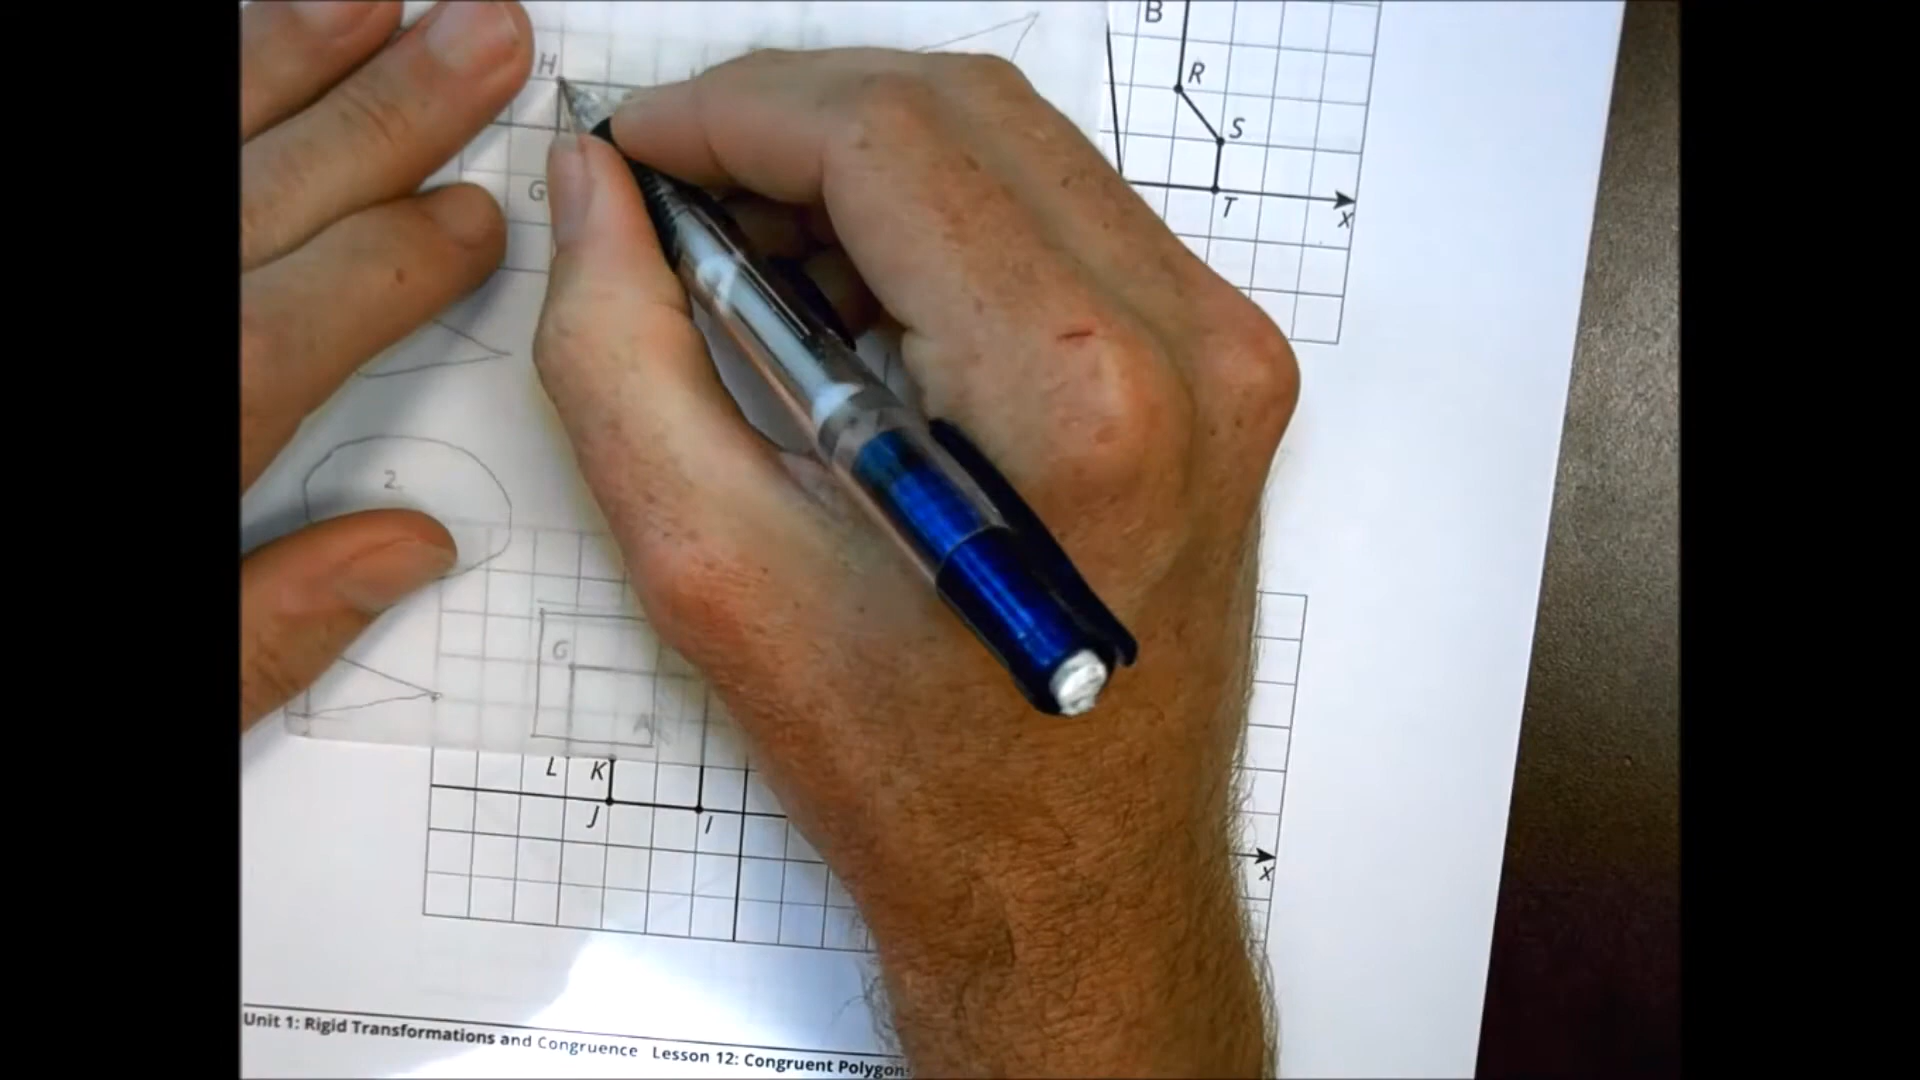 B
H
R
S
G
T
x
2.
G
A
L K
J I
x
Unit 1: Rigid Transformations and Congruence Lesson 12: Congruent Polygons